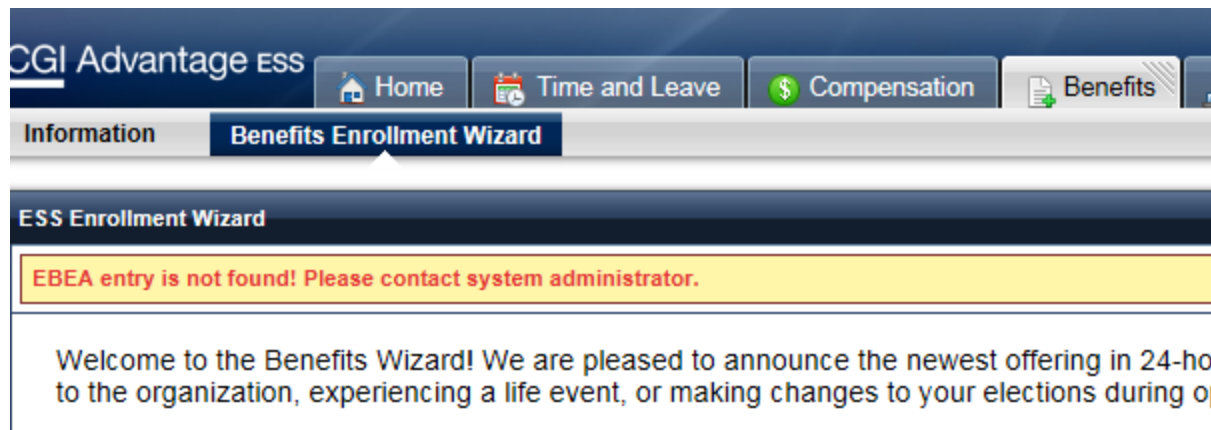 CGI Advantage ESS
Home Time and Leave Compensation Benefits
Information Benefits Enrollment Wizard
ESS Enrollment Wizard
EBEA entry is not found! Please contact system administrator.
Welcome to the Benefits Wizard! We are pleased to announce the newest offering in 24-ho
to the organization, experiencing a life event, or making changes to your elections during o